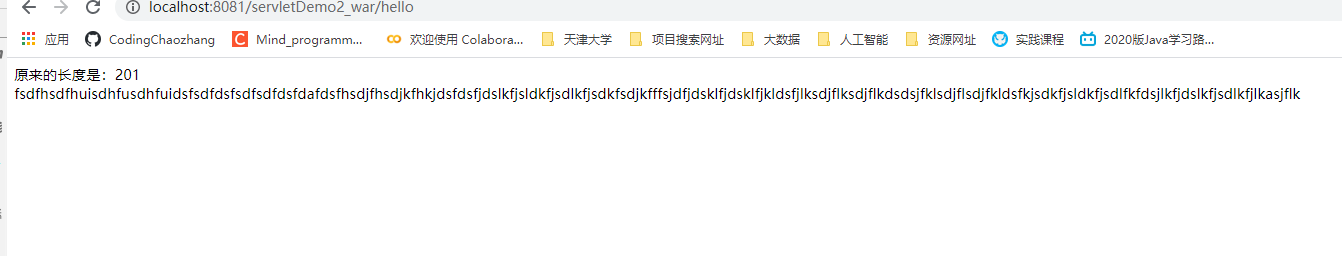 localhost:8081/servletDemo2_war/hello
应用 CodingChaozhang Mind_programm... 欢迎使用 Colabora... 天津大学 项目搜索网址 大数据 人工智能 资源网址 实践课程 2020版Java学习路...
原来的长度是：201
fsdfhsdfhuisdhfusdhfuidsfsdfdsfsdfsdfdsfdafdsfhsdjfhsdjkfhkjdsfdsfjdslkfjsldkfjsdlkfjsdkfsdjkfffsjdfjdsklfjdsklfjkldsfjlksdjflksdjflkdsdsjfklsdjflsdjfkldsfkjsdkfjsldkfjsdlfkfdsjlkfjdslkfjsdlkfjlkasjflk